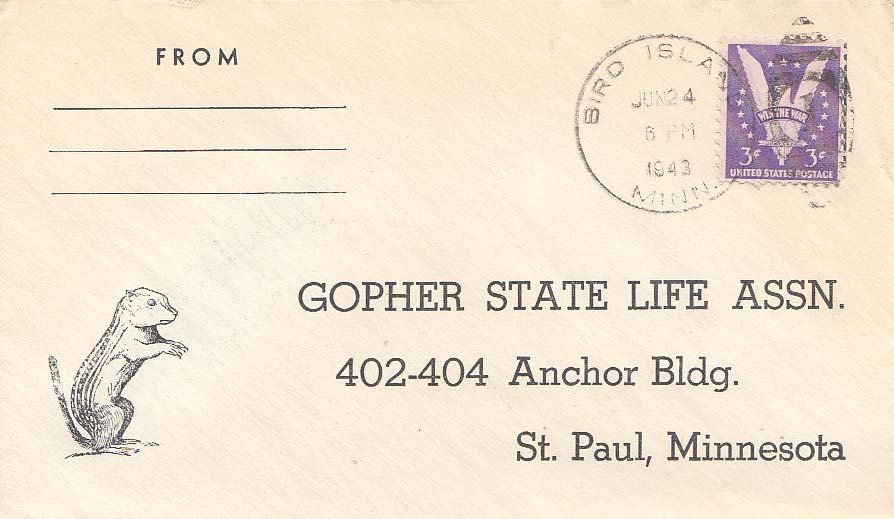 FROM
BIRD ISLAN
JUN 24
6 PM
1943
MINN.
WIN THE WAR
3¢ 3¢
UNITED STATES POSTAGE
GOPHER STATE LIFE ASSN.
402-404 Anchor Bldg.
St. Paul, Minnesota